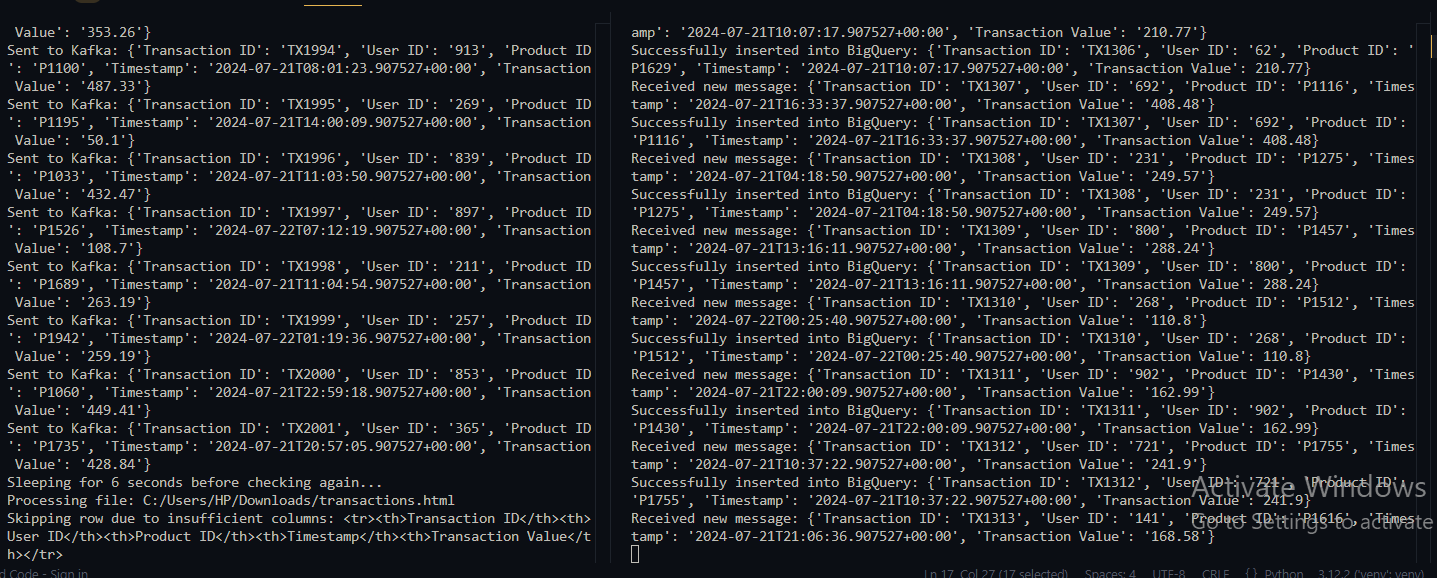 Value': '353.26'}
Sent to Kafka: {'Transaction ID': 'TX1994', 'User ID': '913', 'Product ID
': 'P1100', 'Timestamp': '2024-07-21T08:01:23.907527+00:00', 'Transaction
Value': '487.33'}
Sent to Kafka: {'Transaction ID': 'TX1995', 'User ID': '269', 'Product ID
': 'P1195', 'Timestamp': '2024-07-21T14:00:09.907527+00:00', 'Transaction
Value': '50.1'}
Sent to Kafka: {'Transaction ID': 'TX1996', 'User ID': '839', 'Product ID
': 'P1033', 'Timestamp': '2024-07-21T11:03:50.907527+00:00', 'Transaction
Value': '432.47'}
Sent to Kafka: {'Transaction ID': 'TX1997', 'User ID': '897', 'Product ID
': 'P1526', 'Timestamp': '2024-07-22T07:12:19.907527+00:00', 'Transaction
Value': '108.7'}
Sent to Kafka: {'Transaction ID': 'TX1998', 'User ID': '211', 'Product ID
': 'P1689', 'Timestamp': '2024-07-21T11:04:54.907527+00:00', 'Transaction
Value': '263.19'}
Sent to Kafka: {'Transaction ID': 'TX1999', 'User ID': '257', 'Product ID
': 'P1942', 'Timestamp': '2024-07-22T01:19:36.907527+00:00', 'Transaction
Value': '259.19'}
Sent to Kafka: {'Transaction ID': 'TX2000', 'User ID': '853', 'Product ID
': 'P1060', 'Timestamp': '2024-07-21T22:59:18.907527+00:00', 'Transaction
Value': '449.41'}
Sent to Kafka: {'Transaction ID': 'TX2001', 'User ID': '365', 'Product ID
': 'P1735', 'Timestamp': '2024-07-21T20:57:05.907527+00:00', 'Transaction
Value': '428.84'}
Sleeping for 6 seconds before checking again...
Processing file: C:/Users/HP/Downloads/transactions.html
Skipping row due to insufficient columns: <tr><th>Transaction ID</th><th>
User ID</th><th>Product ID</th><th>Timestamp</th><th>Transaction Value</t
h></tr>
amp': '2024-07-21T10:07:17.907527+00:00', 'Transaction Value': '210.77'}
Successfully inserted into BigQuery: {'Transaction ID': 'TX1306', 'User ID': '62', 'Product ID': '
P1629', 'Timestamp': '2024-07-21T10:07:17.907527+00:00', 'Transaction Value': 210.77}
Received new message: {'Transaction ID': 'TX1307', 'User ID': '692', 'Product ID': 'P1116', 'Times
tamp': '2024-07-21T16:33:37.907527+00:00', 'Transaction Value': '408.48'}
Successfully inserted into BigQuery: {'Transaction ID': 'TX1307', 'User ID': '692', 'Product ID':
'P1116', 'Timestamp': '2024-07-21T16:33:37.907527+00:00', 'Transaction Value': 408.48}
Received new message: {'Transaction ID': 'TX1308', 'User ID': '231', 'Product ID': 'P1275', 'Times
tamp': '2024-07-21T04:18:50.907527+00:00', 'Transaction Value': '249.57'}
Successfully inserted into BigQuery: {'Transaction ID': 'TX1308', 'User ID': '231', 'Product ID':
'P1275', 'Timestamp': '2024-07-21T04:18:50.907527+00:00', 'Transaction Value': 249.57}
Received new message: {'Transaction ID': 'TX1309', 'User ID': '800', 'Product ID': 'P1457', 'Times
tamp': '2024-07-21T13:16:11.907527+00:00', 'Transaction Value': '288.24'}
Successfully inserted into BigQuery: {'Transaction ID': 'TX1309', 'User ID': '800', 'Product ID':
'P1457', 'Timestamp': '2024-07-21T13:16:11.907527+00:00', 'Transaction Value': 288.24}
Received new message: {'Transaction ID': 'TX1310', 'User ID': '268', 'Product ID': 'P1512', 'Times
tamp': '2024-07-22T00:25:40.907527+00:00', 'Transaction Value': '110.8'}
Successfully inserted into BigQuery: {'Transaction ID': 'TX1310', 'User ID': '268', 'Product ID':
'P1512', 'Timestamp': '2024-07-22T00:25:40.907527+00:00', 'Transaction Value': 110.8}
Received new message: {'Transaction ID': 'TX1311', 'User ID': '902', 'Product ID': 'P1430', 'Times
tamp': '2024-07-21T22:00:09.907527+00:00', 'Transaction Value': '162.99'}
Successfully inserted into BigQuery: {'Transaction ID': 'TX1311', 'User ID': '902', 'Product ID':
'P1430', 'Timestamp': '2024-07-21T22:00:09.907527+00:00', 'Transaction Value': 162.99}
Received new message: {'Transaction ID': 'TX1312', 'User ID': '721', 'Product ID': 'P1755', 'Times
tamp': '2024-07-21T10:37:22.907527+00:00', 'Transaction Value': '241.9'}
Successfully inserted into BigQuery: {'Transaction ID': 'TX1312', 'User ID': '721', 'Product ID':
'P1755', 'Timestamp': '2024-07-21T10:37:22.907527+00:00', 'Transaction Value': 241.9}
Received new message: {'Transaction ID': 'TX1313', 'User ID': '141', 'Product ID': 'P1616', 'Times
tamp': '2024-07-21T21:06:36.907527+00:00', 'Transaction Value': '168.58'}
Activate Windows
Go to Settings to activate
d Code - Sign in
Ln 17, Col 27 (17 selected) Spaces: 4 UTF-8 CRLF {} Python 3.12.2 ('venv': venv)